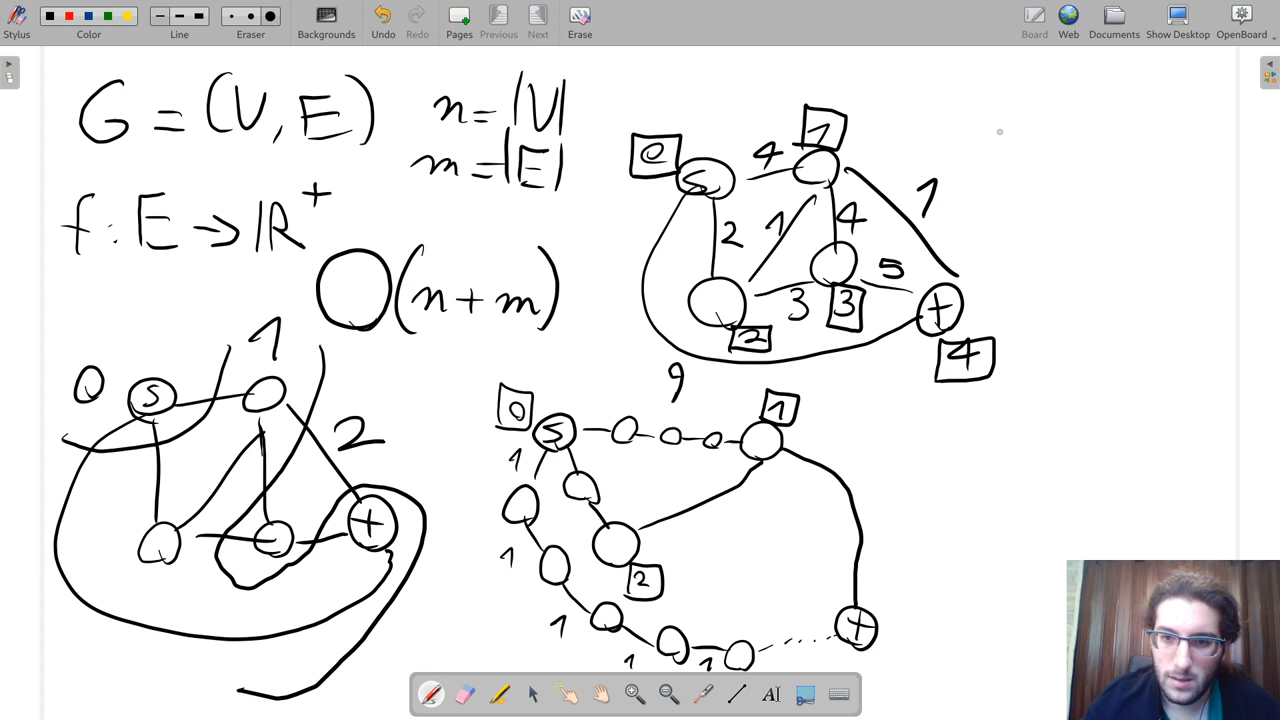 Stylus Color Line Eraser Backgrounds Undo Redo Pages Previous Next Erase Board Web Documents Show Desktop OpenBoard
G = (V, E) n = |V|
m = |E|
f : E → ℝ⁺
O(n + m)
0 S 4 1
2 1 4 1
3 5 t
2 3 4
9
0 S 1 2 t
0 S 1
1 2
1
1
1 1 t
AI